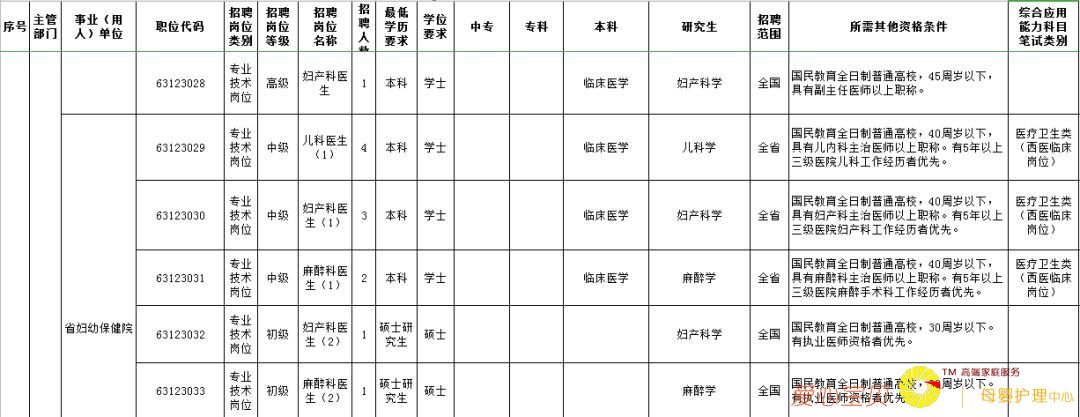 序号 主管部门 事业（用人）单位 职位代码 招聘岗位类别 招聘岗位等级 招聘岗位名称 招聘人数 最低学历要求 学位要求 中专 专科 本科 研究生 招聘范围 所需其他资格条件 综合应用能力科目笔试类别
63123028 专业技术岗位 高级 妇产科医生 1 本科 学士 临床医学 妇产科学 全国 国民教育全日制普通高校，45周岁以下，具有副主任医师以上职称。
63123029 专业技术岗位 中级 儿科医生（1） 4 本科 学士 临床医学 儿科学 全省 国民教育全日制普通高校，40周岁以下，具有儿内科主治医师以上职称。有5年以上三级医院儿科工作经历者优先。 医疗卫生类（西医临床岗位）
63123030 专业技术岗位 中级 妇产科医生（1） 3 本科 学士 临床医学 妇产科学 全省 国民教育全日制普通高校，40周岁以下，具有妇产科主治医师以上职称。有5年以上三级医院妇产科工作经历者优先。 医疗卫生类（西医临床岗位）
63123031 专业技术岗位 中级 麻醉科医生（1） 2 本科 学士 临床医学 麻醉学 全省 国民教育全日制普通高校，40周岁以下，具有麻醉科主治医师以上职称。有5年以上三级医院麻醉手术科工作经历者优先。 医疗卫生类（西医临床岗位）
省妇幼保健院 63123032 专业技术岗位 初级 妇产科医生（2） 1 硕士研究生 硕士 妇产科学 全国 国民教育全日制普通高校，30周岁以下。有执业医师资格者优先。
63123033 专业技术岗位 初级 麻醉科医生（2） 1 硕士研究生 硕士 麻醉学 全国 国民教育全日制普通高校，周岁以下。有执业医师资格者优先
爱心宝贝 TM 高端家庭服务 母婴护理中心